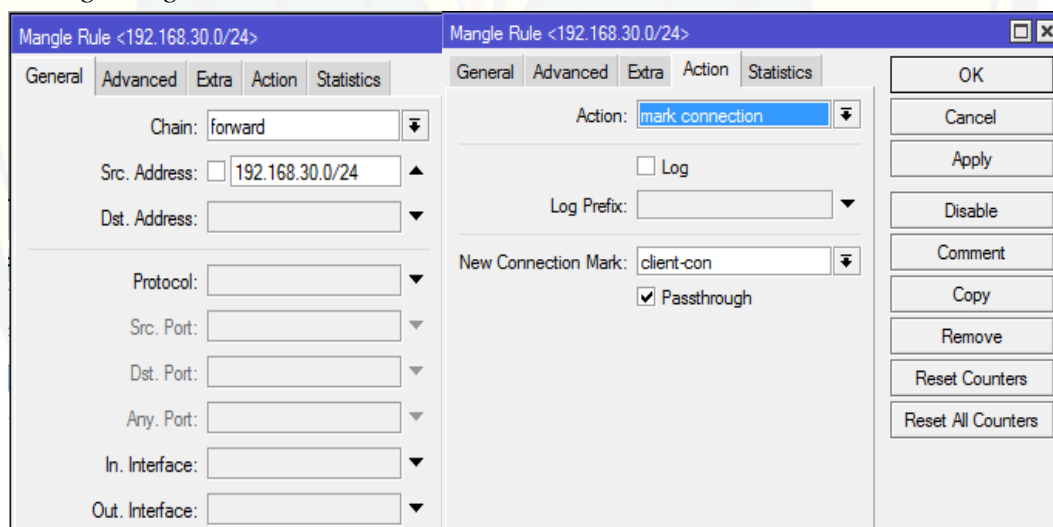 Mangle Rule <192.168.30.0/24>
General Advanced Extra Action Statistics
Chain: forward
Src. Address: 192.168.30.0/24
Dst. Address:
Protocol:
Src. Port:
Dst. Port:
Any. Port:
In. Interface:
Out. Interface:
Mangle Rule <192.168.30.0/24>
General Advanced Extra Action Statistics
Action: mark connection
Log
Log Prefix:
New Connection Mark: client-con
Passthrough
OK
Cancel
Apply
Disable
Comment
Copy
Remove
Reset Counters
Reset All Counters